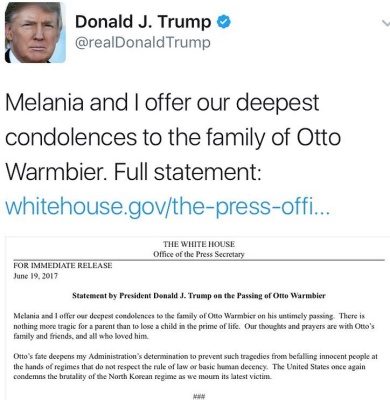 Donald J. Trump
@realDonaldTrump
Melania and I offer our deepest
condolences to the family of Otto
Warmbier. Full statement:
whitehouse.gov/the-press-offi...
THE WHITE HOUSE
Office of the Press Secretary
FOR IMMEDIATE RELEASE
June 19, 2017
Statement by President Donald J. Trump on the Passing of Otto Warmbier
Melania and I offer our deepest condolences to the family of Otto Warmbier on his untimely passing. There is
nothing more tragic for a parent than to lose a child in the prime of life. Our thoughts and prayers are with Otto's
family and friends, and all who loved him.
Otto's fate deepens my Administration's determination to prevent such tragedies from befalling innocent people at
the hands of regimes that do not respect the rule of law or basic human decency. The United States once again
condemns the brutality of the North Korean regime as we mourn its latest victim.
###